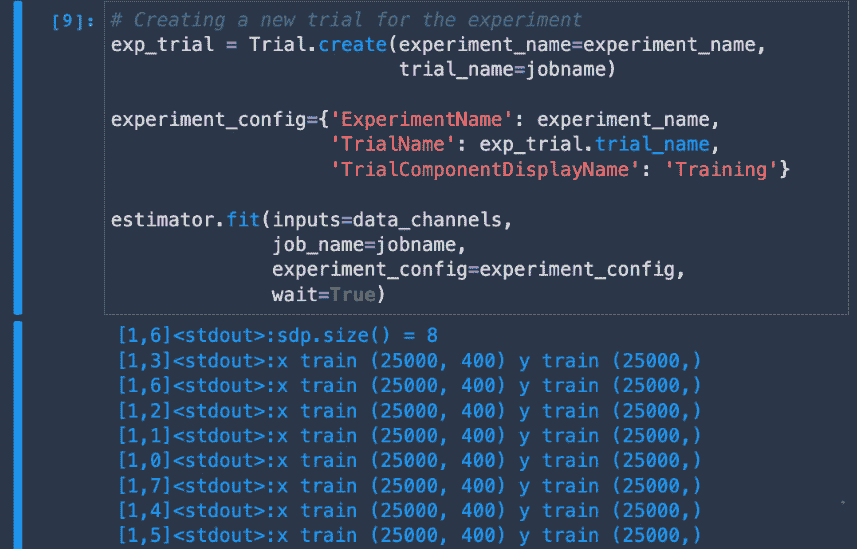 [9]: # Creating a new trial for the experiment
exp_trial = Trial.create(experiment_name=experiment_name,
trial_name=jobname)
experiment_config={'ExperimentName': experiment_name,
'TrialName': exp_trial.trial_name,
'TrialComponentDisplayName': 'Training'}
estimator.fit(inputs=data_channels,
job_name=jobname,
experiment_config=experiment_config,
wait=True)
[1,6]<stdout>:sdp.size() = 8
[1,3]<stdout>:x train (25000, 400) y train (25000,)
[1,6]<stdout>:x train (25000, 400) y train (25000,)
[1,2]<stdout>:x train (25000, 400) y train (25000,)
[1,1]<stdout>:x train (25000, 400) y train (25000,)
[1,0]<stdout>:x train (25000, 400) y train (25000,)
[1,7]<stdout>:x train (25000, 400) y train (25000,)
[1,4]<stdout>:x train (25000, 400) y train (25000,)
[1,5]<stdout>:x train (25000, 400) y train (25000,)